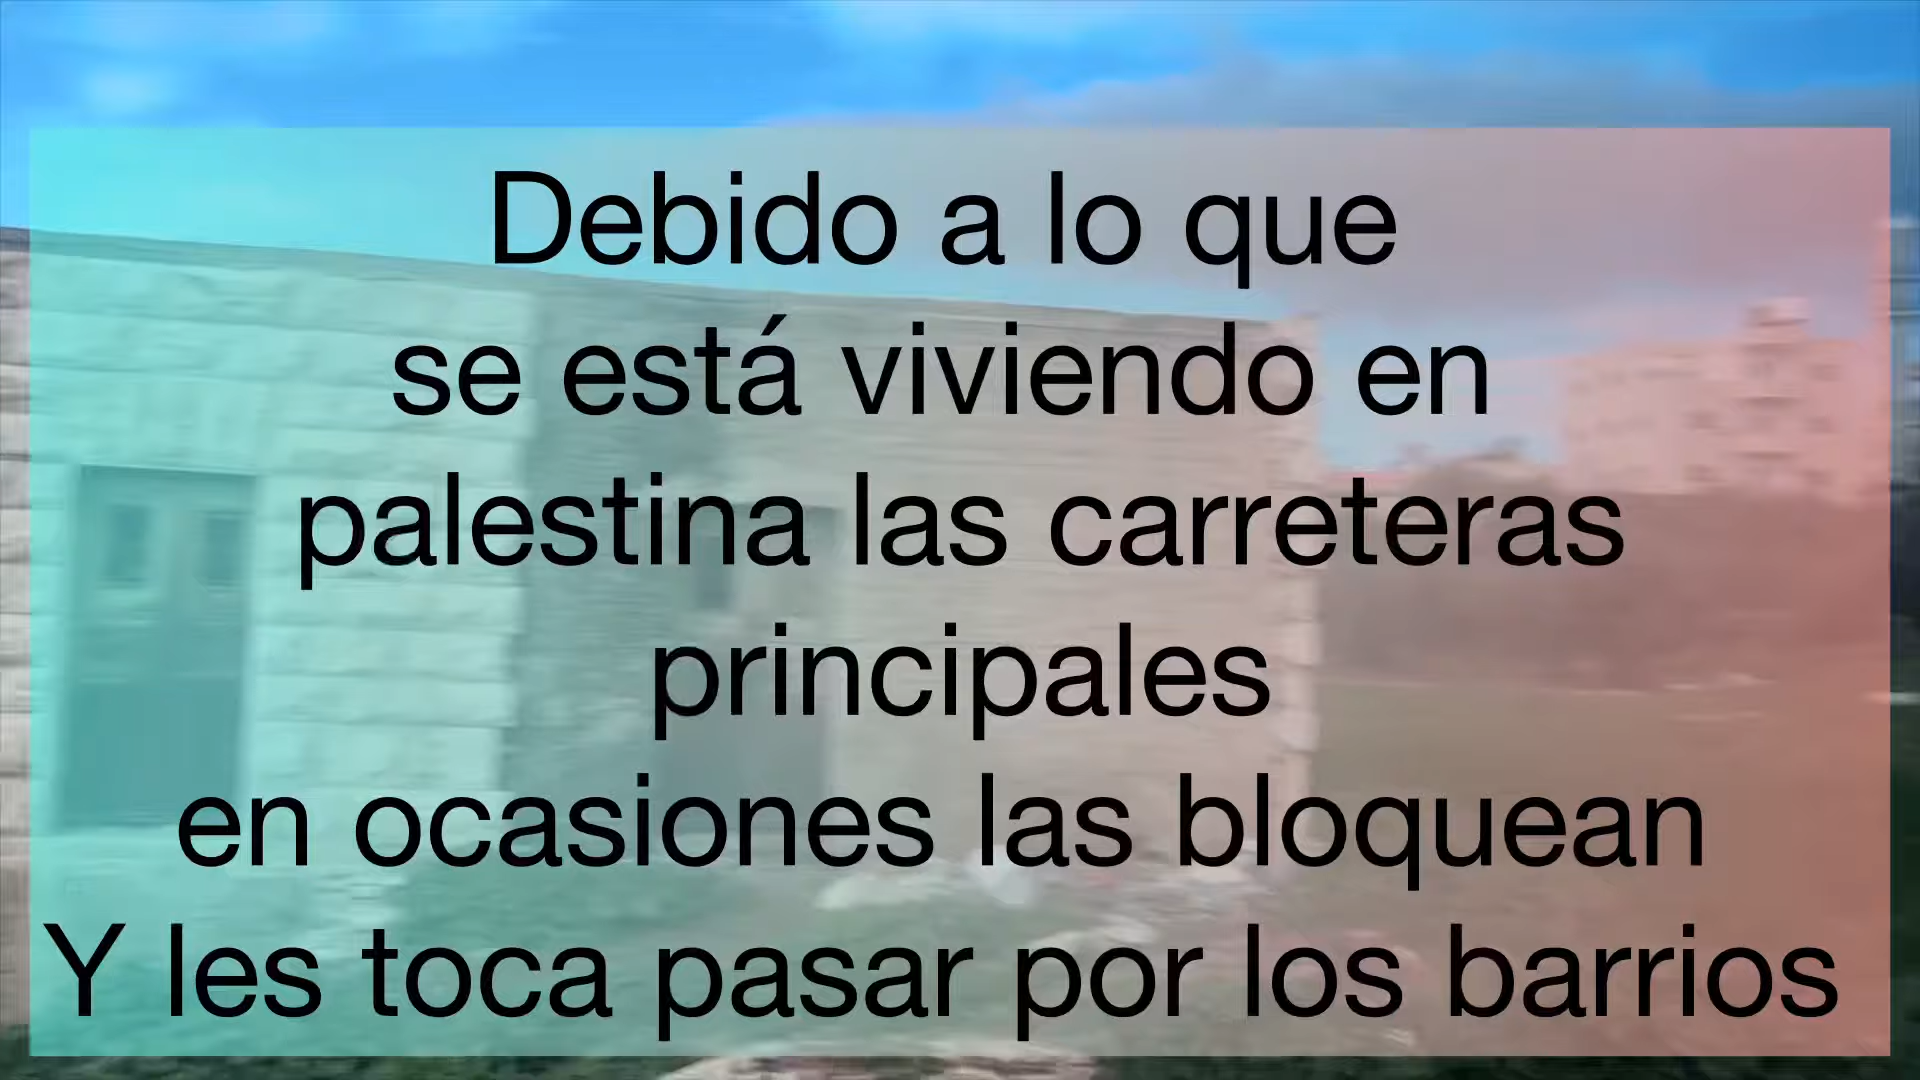 Debido a lo que
se está viviendo en
palestina las carreteras
principales
en ocasiones las bloquean
Y les toca pasar por los barrios